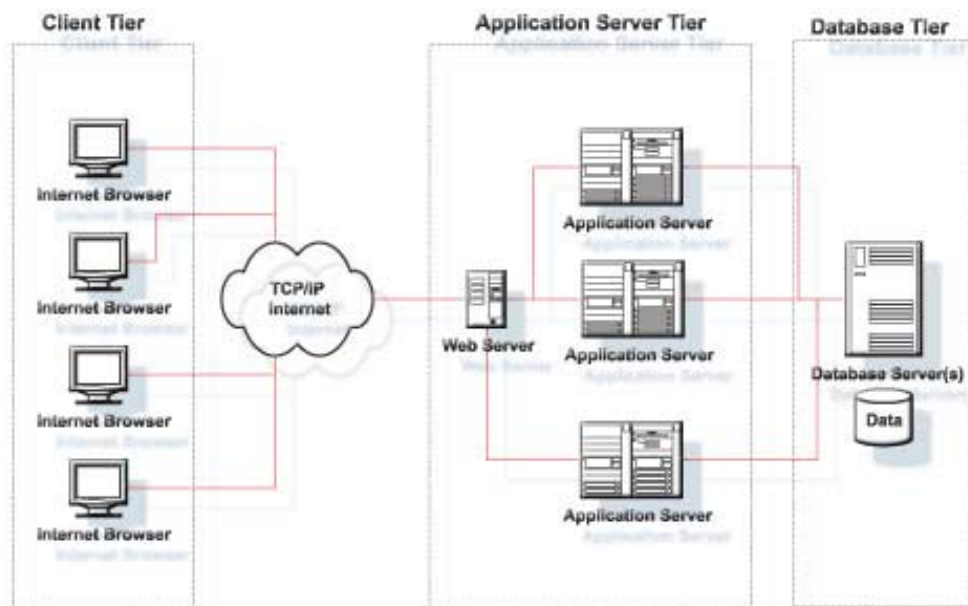 Client Tier
Application Server Tier
Database Tier
Internet Browser
Internet Browser
Internet Browser
Internet Browser
TCP/IP
Internet
Web Server
Application Server
Application Server
Application Server
Database Server(s)
Data